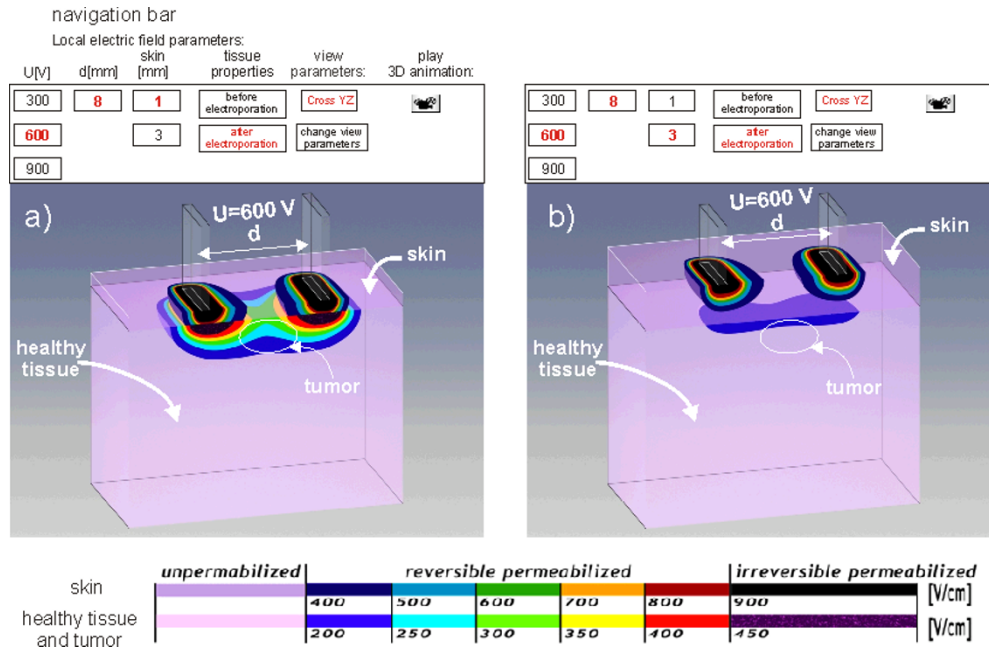 navigation bar
Local electric field parameters:
U[V] d[mm] skin [mm] tissue properties view parameters: play 3D animation:
300 8 1 before electroporation Cross YZ
600 3 ater electroporation change view parameters
900
300 8 1 before electroporation Cross YZ
600 3 ater electroporation change view parameters
900
a)
U=600 V
d
skin
healthy
tissue
tumor
b)
U=600 V
d
skin
healthy
tissue
tumor
unpermabilized reversible permeabilized irreversible permeabilized
skin
400 500 600 700 800 900 [V/cm]
healthy tissue
and tumor
200 250 300 350 400 450 [V/cm]